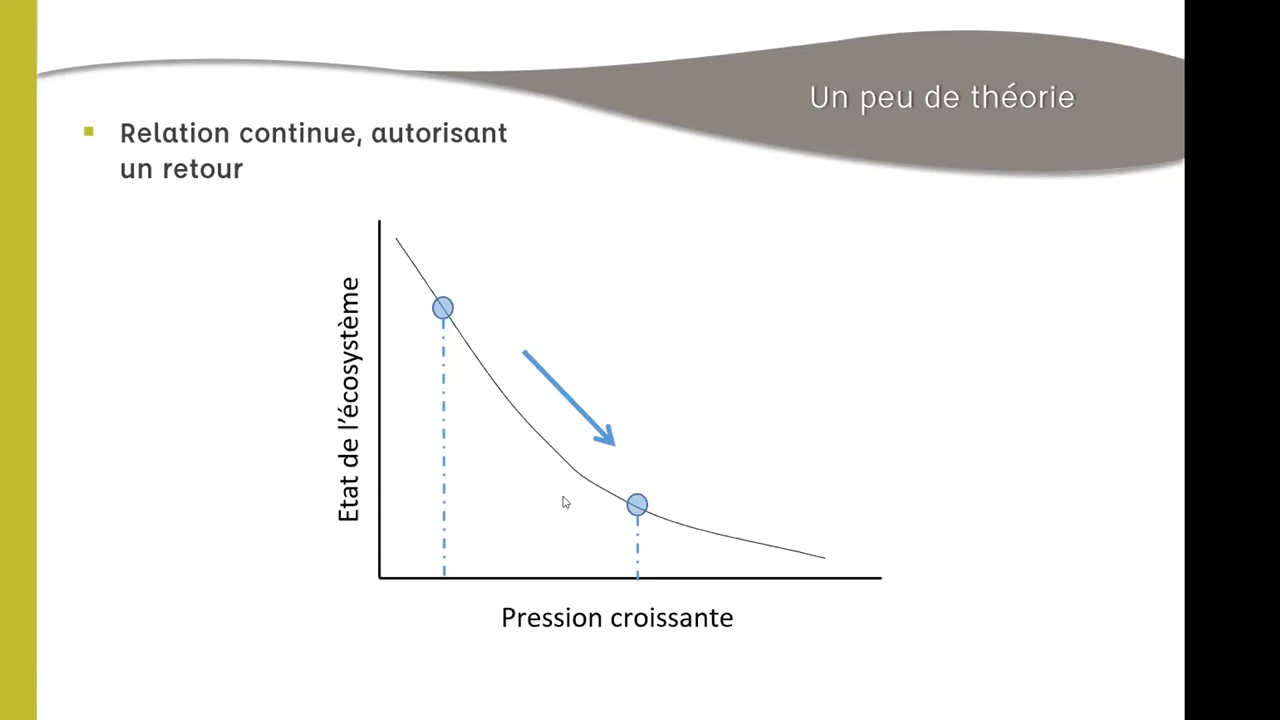 Un peu de théorie
Relation continue, autorisant
un retour
Etat de l'écosystème
Pression croissante